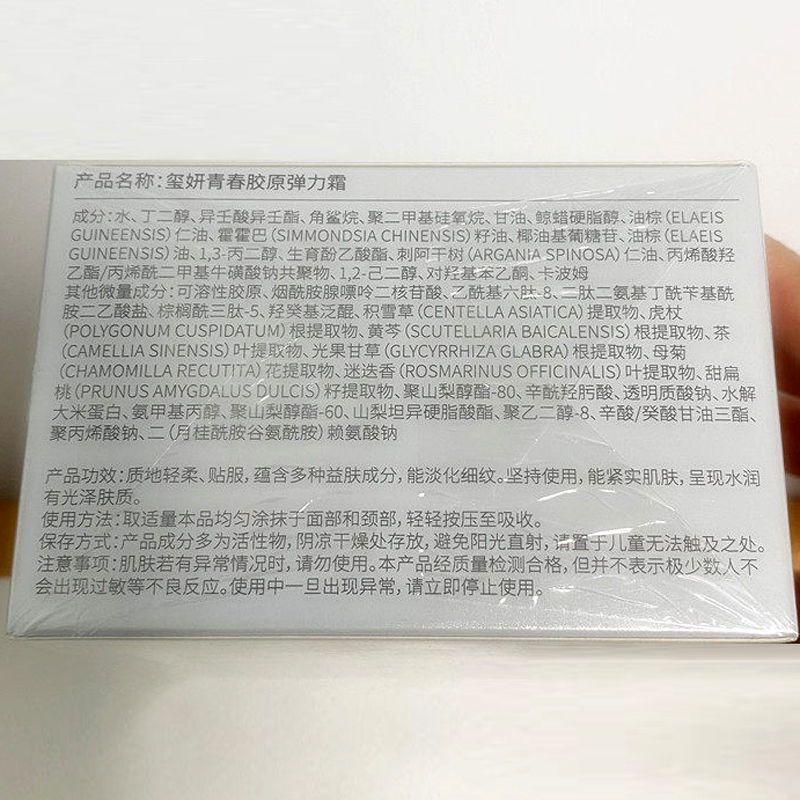 产品名称:玺妍青春胶原弹力霜
成分:水、丁二醇、异壬酸异壬酯、角鲨烷、聚二甲基硅氧烷、甘油、鲸蜡硬脂醇、油棕(ELAEIS
GUINEENSIS)仁油、霍霍巴(SIMMONDSIA CHINENSIS)籽油、椰油基葡糖苷、油棕(ELAEIS
GUINEENSIS)油、1,3-丙二醇、生育酚乙酸酯、刺阿干树(ARGANIA SPINOSA)仁油、丙烯酸羟
乙酯/丙烯酰二甲基牛磺酸钠共聚物、1,2-己二醇、对羟基苯乙酮、卡波姆
其他微量成分:可溶性胶原、烟酰胺腺嘌呤二核苷酸、乙酰基六肽-8、二肽二氨基丁酰苄基酰
胺二乙酸盐、棕榈酰三肽-5、羟癸基泛醌、积雪草(CENTELLA ASIATICA)提取物、虎杖
(POLYGONUM CUSPIDATUM)根提取物、黄芩(SCUTELLARIA BAICALENSIS)根提取物、茶
(CAMELLIA SINENSIS)叶提取物、光果甘草(GLYCYRRHIZA GLABRA)根提取物、母菊
(CHAMOMILLA RECUTITA)花提取物、迷迭香(ROSMARINUS OFFICINALIS)叶提取物、甜扁
桃(PRUNUS AMYGDALUS DULCIS)籽提取物、聚山梨醇酯-80、辛酰羟肟酸、透明质酸钠、水解
大米蛋白、氨甲基丙醇、聚山梨醇酯-60、山梨坦异硬脂酸酯、聚乙二醇-8、辛酸/癸酸甘油三酯、
聚丙烯酸钠、二(月桂酰胺谷氨酰胺)赖氨酸钠
产品功效:质地轻柔、贴服,蕴含多种益肤成分,能淡化细纹。坚持使用,能紧实肌肤,呈现水润
有光泽肤质。
使用方法:取适量本品均匀涂抹于面部和颈部,轻轻按压至吸收。
保存方式:产品成分多为活性物,阴凉干燥处存放,避免阳光直射,请置于儿童无法触及之处。
注意事项:肌肤若有异常情况时,请勿使用。本产品经质量检测合格,但并不表示极少数人不
会出现过敏等不良反应。使用中一旦出现异常,请立即停止使用。